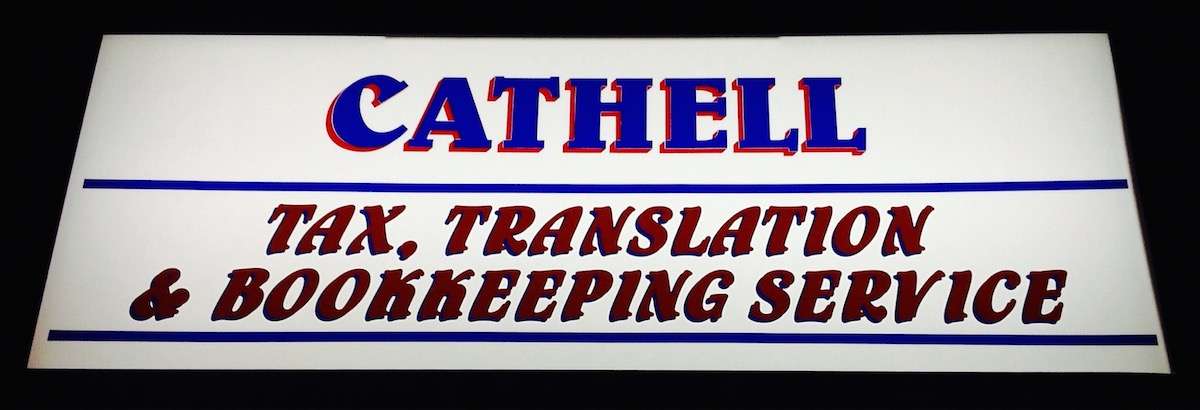 CATHELL
TAX, TRANSLATION
& BOOKKEEPING SERVICE